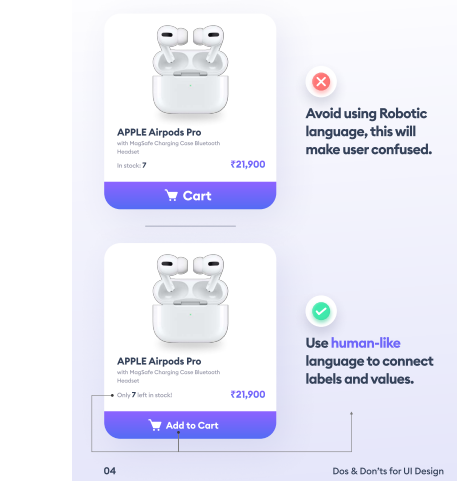 APPLE Airpods Pro
with MagSafe Charging Case Bluetooth
Headset
In stock: 7
₹21,900
Cart
Avoid using Robotic
language, this will
make user confused.
APPLE Airpods Pro
with MagSafe Charging Case Bluetooth
Headset
Only 7 left in stock!
₹21,900
Add to Cart
Use human-like
language to connect
labels and values.
04
Dos & Don'ts for UI Design